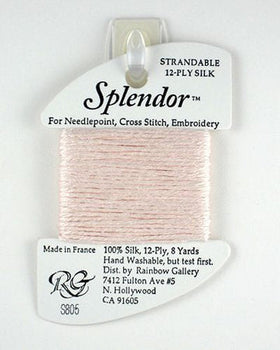 STRANDABLE
12-PLY SILK
Splendor™
For Needlepoint, Cross Stitch, Embroidery
Made in France
RG
S805
100% Silk, 12-Ply, 8 Yards
Hand Washable, but test first.
Dist. by Rainbow Gallery
7412 Fulton Ave #5
N. Hollywood
CA 91605